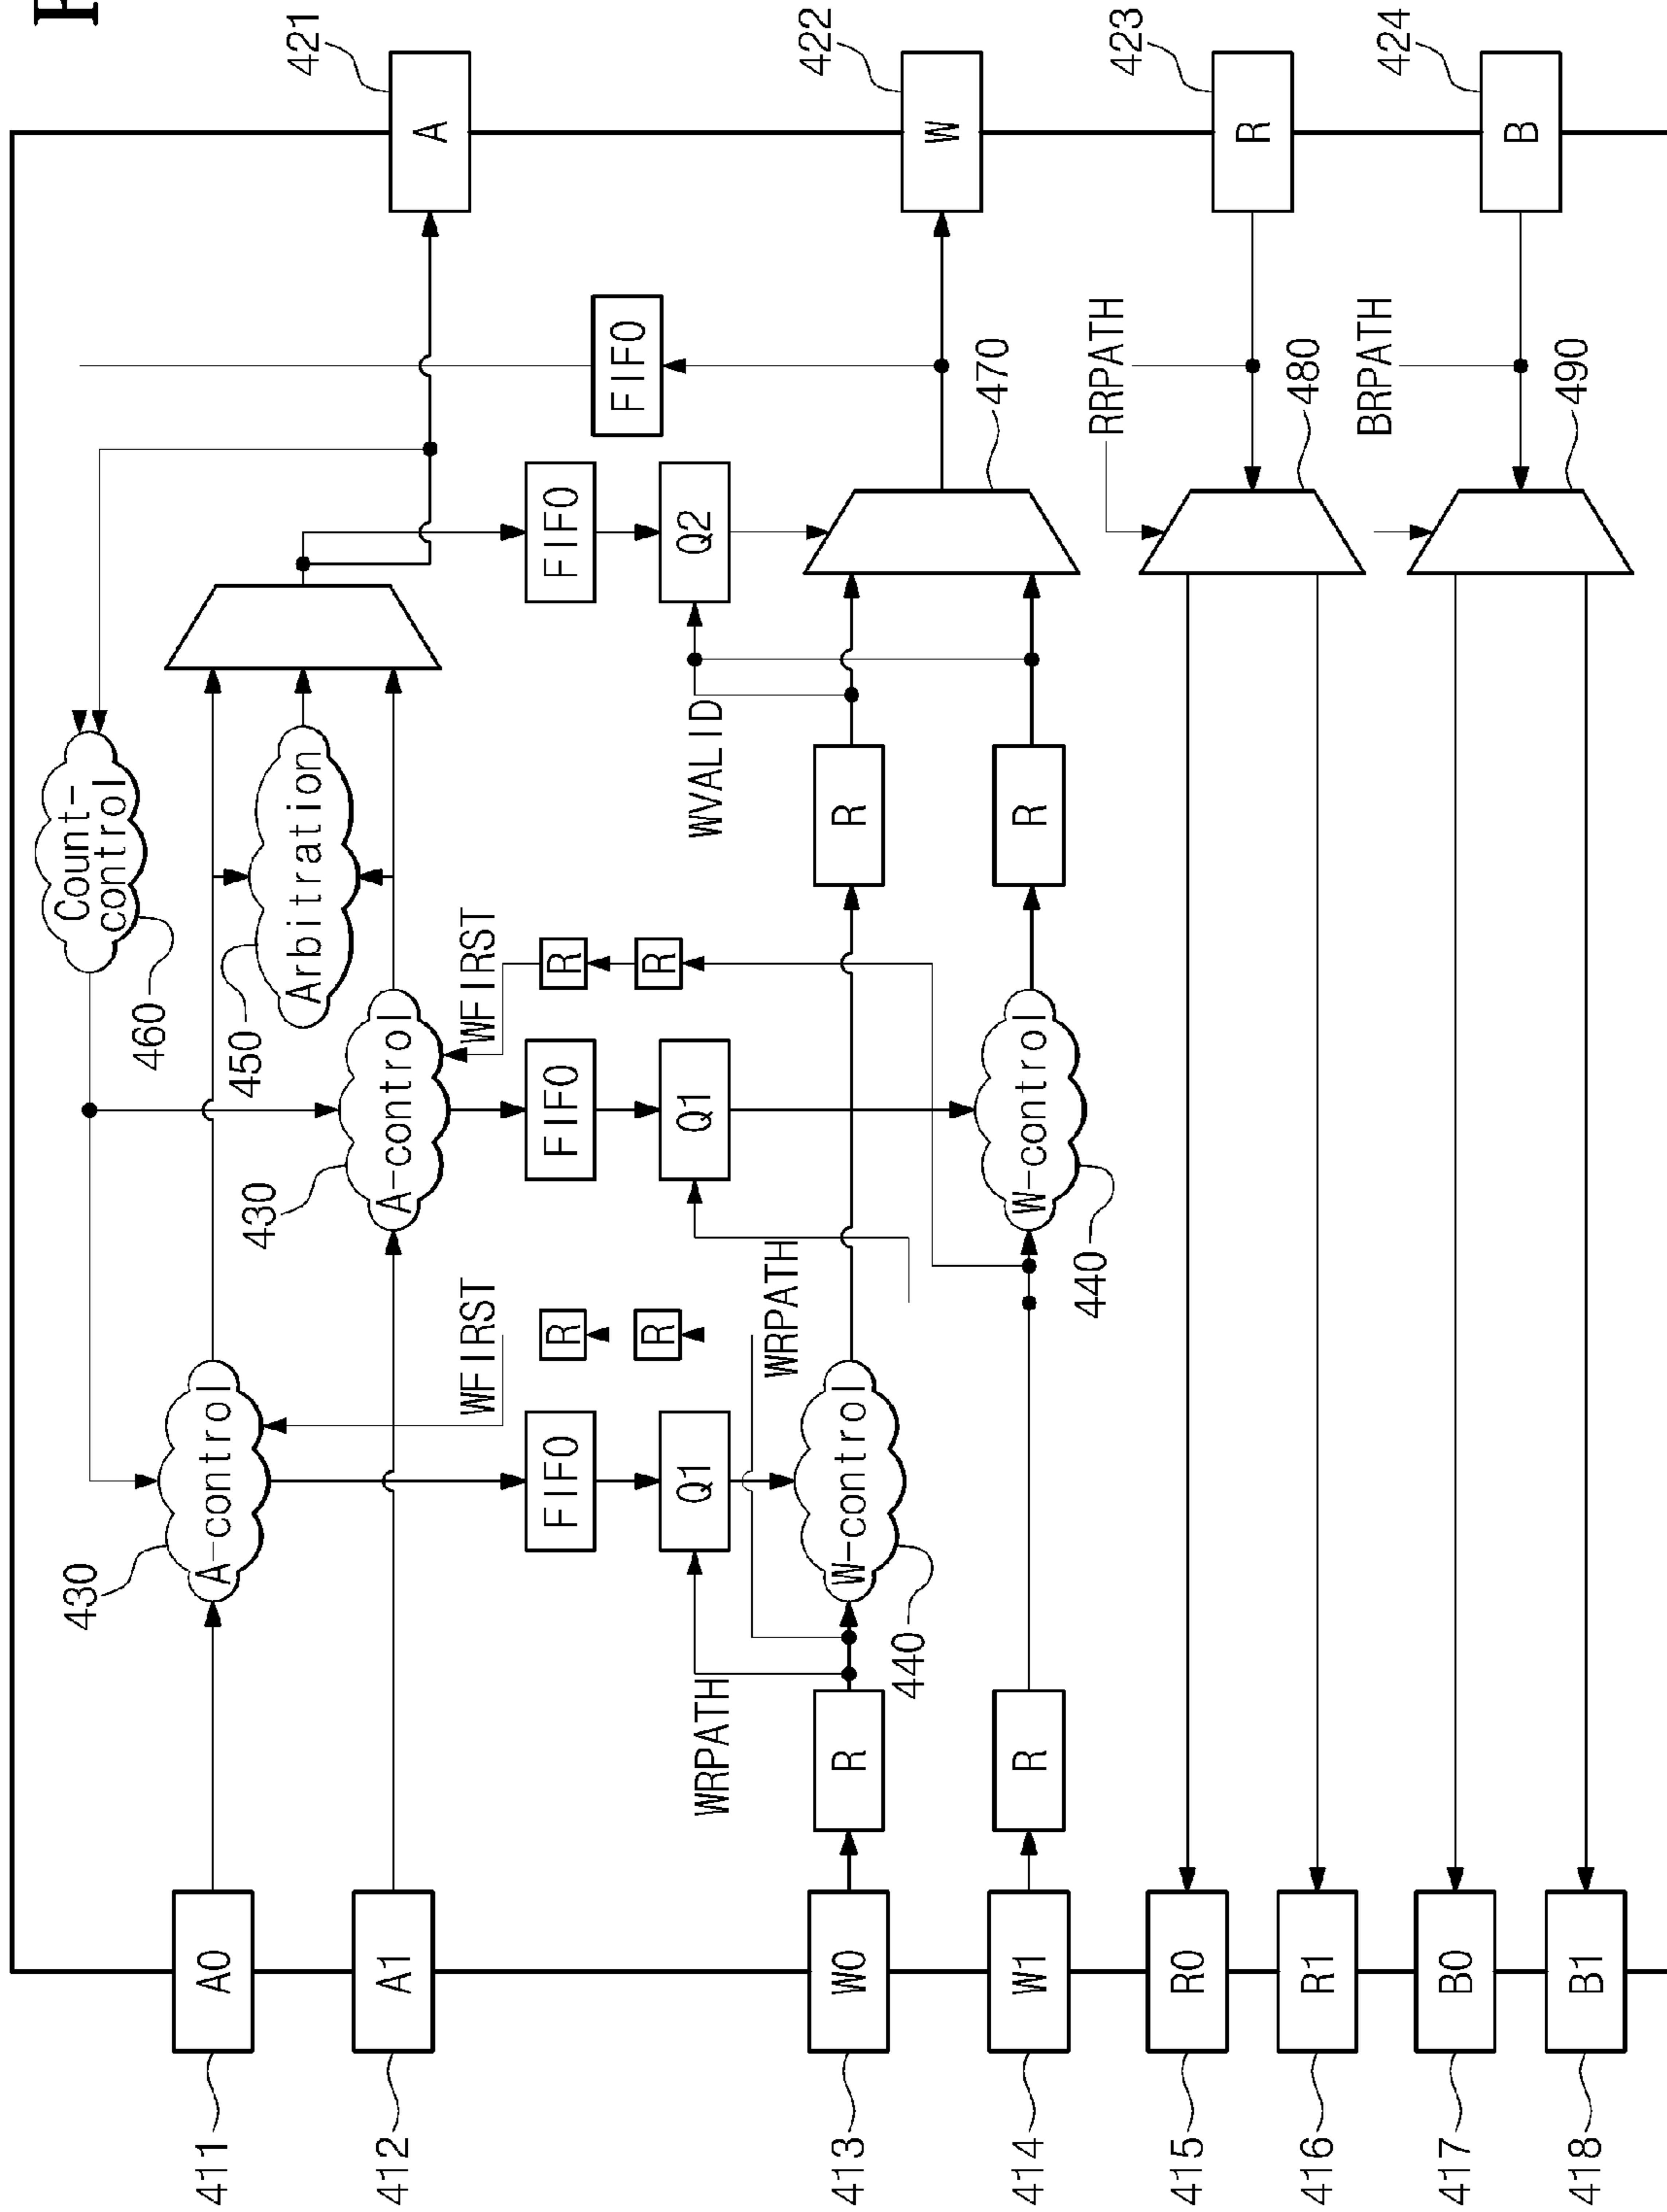 F
411
A0
412
A1
413
W0
414
W1
415
R0
416
R1
417
B0
418
B1
430
A-control
430
A-control
450
Arbitration
460
Count-
control
WFIRST
WFIRST
FIFO
FIFO
R
R
R
R
Q1
Q1
WRPATH
WRPATH
R
R
W-control
440
W-control
440
R
R
WVALID
FIFO
Q2
FIFO
470
RRPATH
480
BRPATH
490
A
421
W
422
R
423
B
424